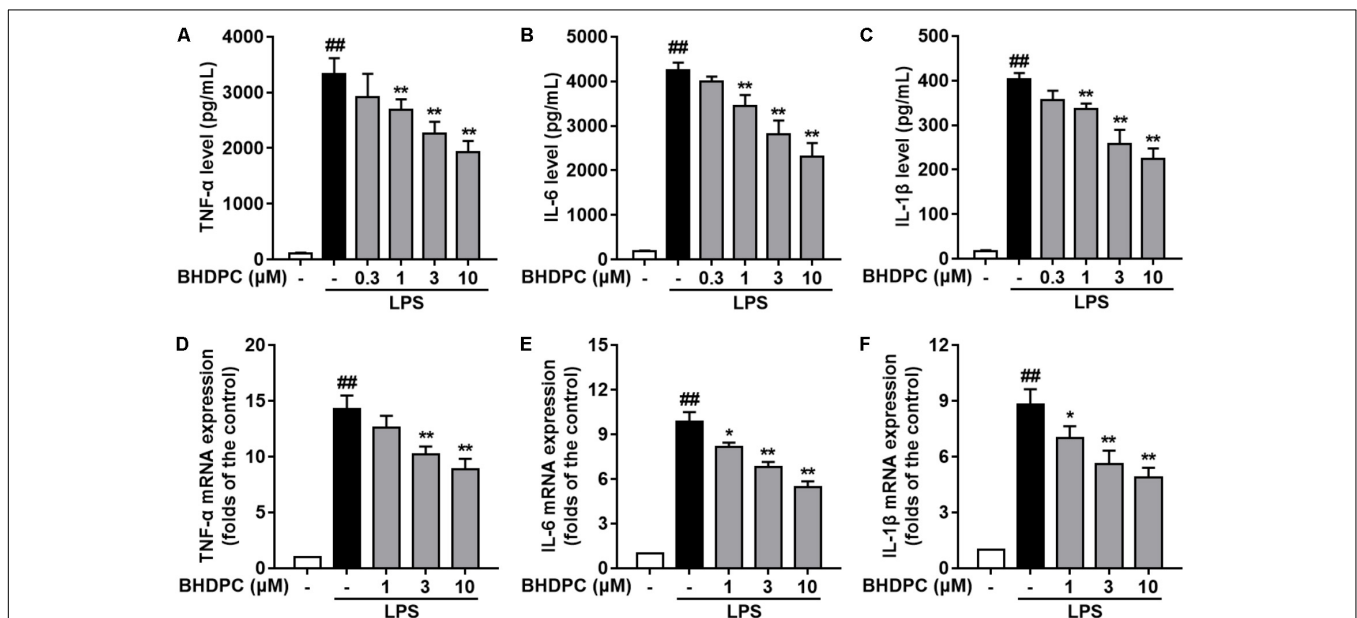 A
TNF-α level (pg/mL)
4000
3000
2000
1000
0
##
**
**
**
BHDPC (µM)
- - 0.3 1 3 10
LPS
B
IL-6 level (pg/mL)
5000
4000
3000
2000
1000
0
##
**
**
**
BHDPC (µM)
- - 0.3 1 3 10
LPS
C
IL-1β level (pg/mL)
500
400
300
200
100
0
##
**
**
**
BHDPC (µM)
- - 0.3 1 3 10
LPS
D
TNF-α mRNA expression
(folds of the control)
20
15
10
5
0
##
**
**
BHDPC (µM)
- - 1 3 10
LPS
E
IL-6 mRNA expression
(folds of the control)
15
12
9
6
3
0
##
*
**
**
BHDPC (µM)
- - 1 3 10
LPS
F
IL-1β mRNA expression
(folds of the control)
12
9
6
3
0
##
*
**
**
BHDPC (µM)
- - 1 3 10
LPS